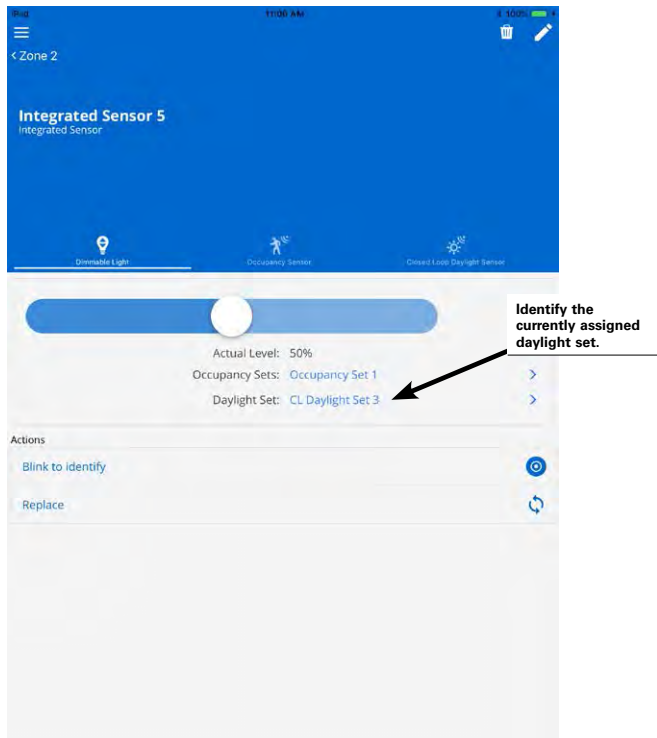 iPad 11:06 AM 100%
< Zone 2
Integrated Sensor 5
Integrated Sensor
Dimmable Light Occupancy Sensor Closed Loop Daylight Sensor
Identify the
currently assigned
daylight set.
Actual Level: 50%
Occupancy Sets: Occupancy Set 1
Daylight Set: CL Daylight Set 3
Actions
Blink to identify
Replace